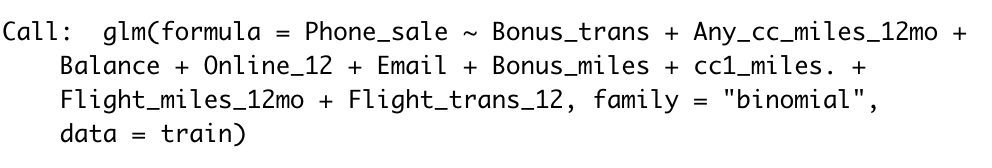 Call:  glm(formula = Phone_sale ~ Bonus_trans + Any_cc_miles_12mo +
    Balance + Online_12 + Email + Bonus_miles + cc1_miles. +
    Flight_miles_12mo + Flight_trans_12, family = "binomial",
    data = train)